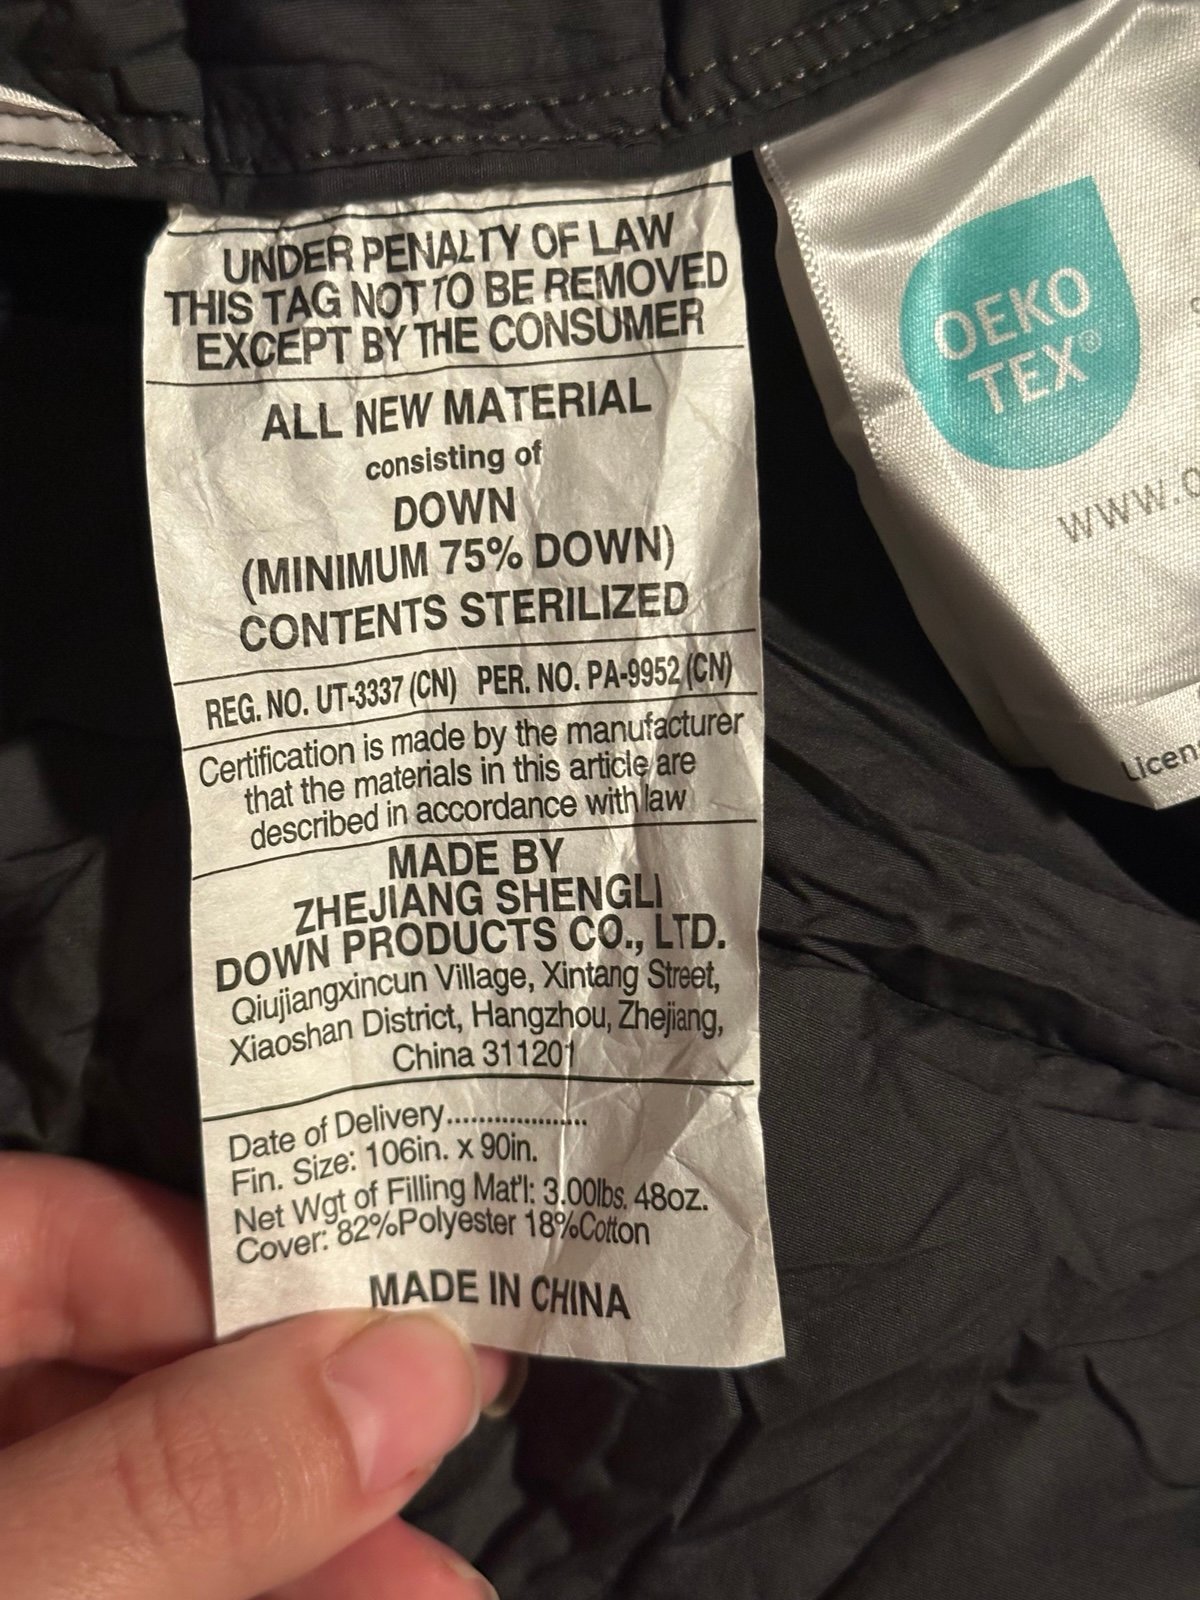 UNDER PENALTY OF LAW
THIS TAG NOT TO BE REMOVED
EXCEPT BY THE CONSUMER
ALL NEW MATERIAL
consisting of
DOWN
(MINIMUM 75% DOWN)
CONTENTS STERILIZED
REG. NO. UT-3337 (CN) PER. NO. PA-9952 (CN)
Certification is made by the manufacturer
that the materials in this article are
described in accordance with law
MADE BY
ZHEJIANG SHENGLI
DOWN PRODUCTS CO., LTD.
Qiujiangxincun Village, Xintang Street,
Xiaoshan District, Hangzhou, Zhejiang,
China 311201
Date of Delivery...................
Fin. Size: 106in. x 90in.
Net Wgt of Filling Mat'l: 3.00lbs. 48oz.
Cover: 82%Polyester 18%Cotton
MADE IN CHINA
OEKO
TEX®
www.